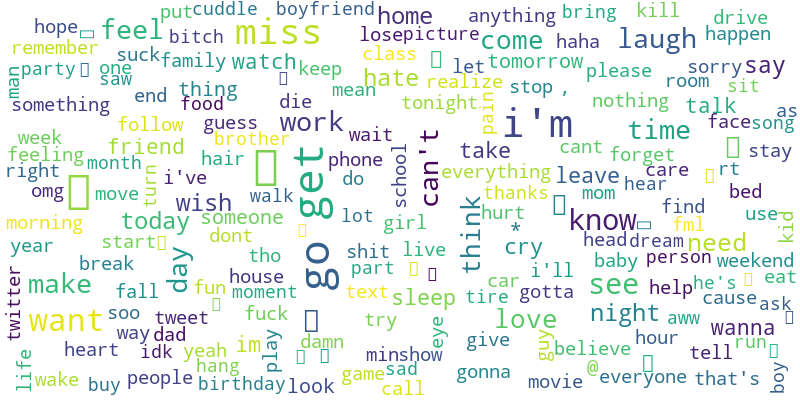 put cuddle boyfriend home anything bring kill drive
hope feel bitch miss lose picture come haha laugh happen
remember suck family watch class hate let tomorrow please sorry say
man party one saw keep realize stop , room sit
something end thing die mean tonight pain nothing talk as
follow food guess work wait i'm time face song
week brother can't take cant forget stay
feeling friend hair phone school everything leave care rt
right month turn i've do thanks mom hear bed
omg move wish walk get lot think hurt know find use kid
morning today someone girl * fml
year start dont tho shit live cry head dream need
break day go house part i'll baby person weekend
twitter make fall fun moment text sleep car gotta see help he's eat
want soo tweet fuck try tire love night cause ask
way dad im damn eye give hour aww wanna
heart idk yeah play minshow guy believe tell run
life wake hang game sad gonna @ everyone that's boy
buy people birthday look call movie